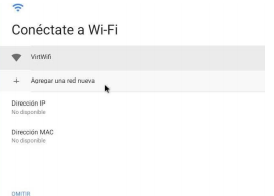 Conéctate a Wi-Fi
VirtWifi
+ Agregar una red nueva
Dirección IP
No disponible
Dirección MAC
No disponible
OMITIR